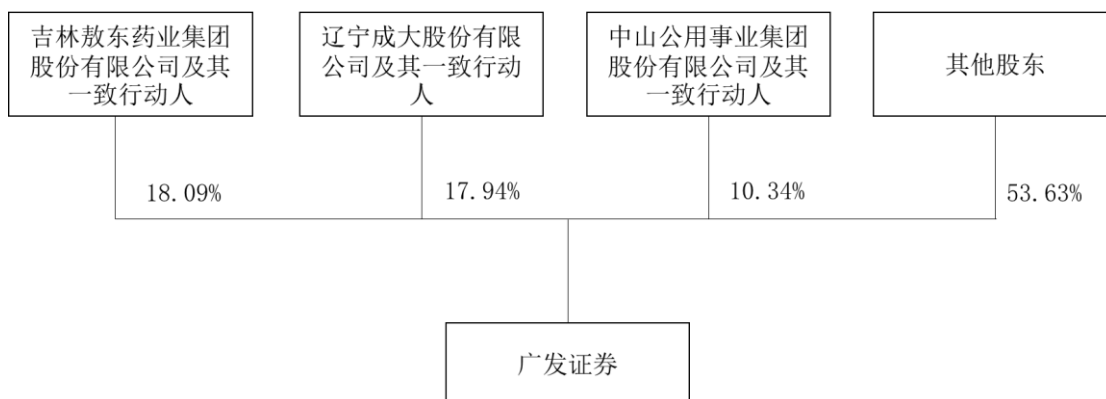 吉林敖东药业集团
股份有限公司及其
一致行动人
辽宁成大股份有限
公司及其一致行动
人
中山公用事业集团
股份有限公司及其
一致行动人
其他股东
18.09%
17.94%
10.34%
53.63%
广发证券